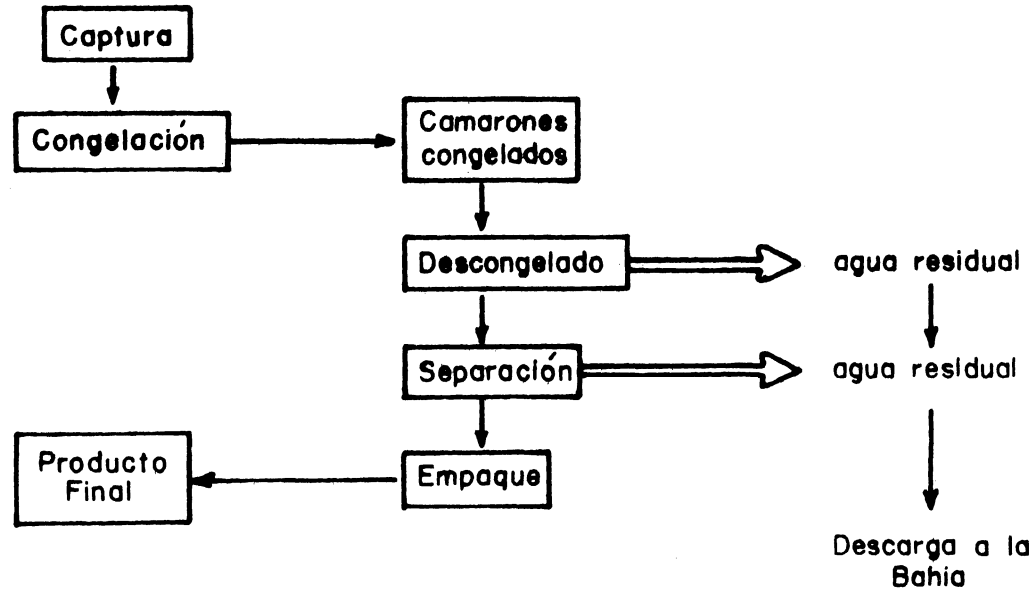 Captura
Congelación
Camarones
congelados
Descongelado
agua residual
Separación
agua residual
Empaque
Producto
Final
Descarga a la
Bahia